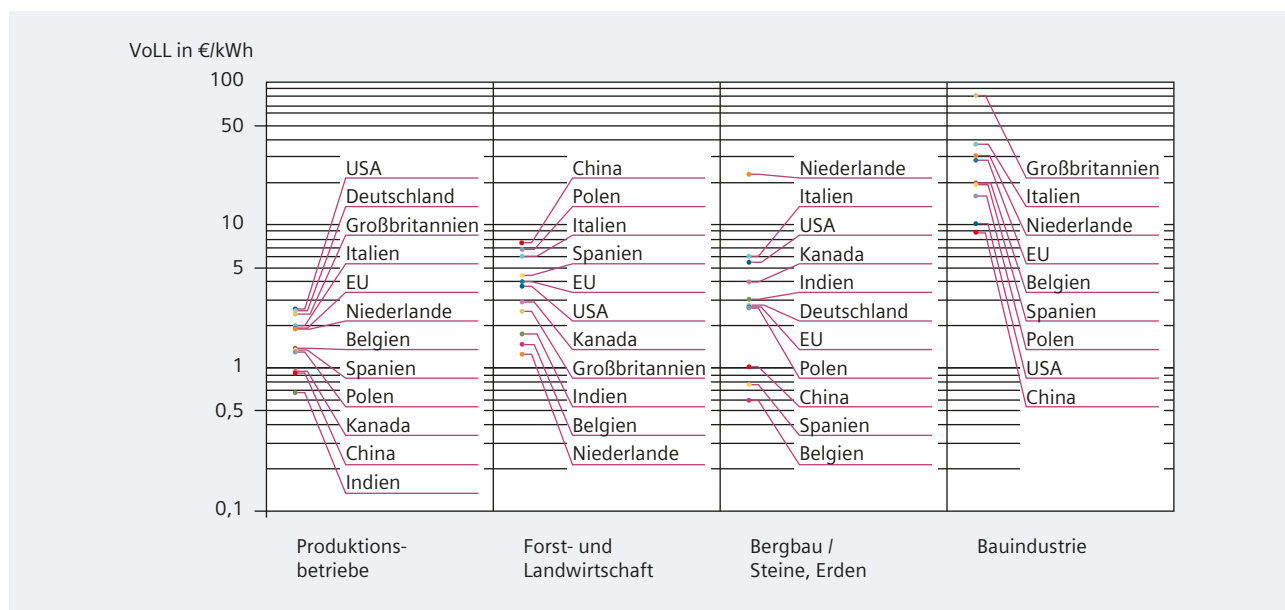 VoLL in €/kWh
100
50
10
5
1
0,5
0,1
USA
Deutschland
Großbritannien
Italien
EU
Niederlande
Belgien
Spanien
Polen
Kanada
China
Indien
China
Polen
Italien
Spanien
EU
USA
Kanada
Großbritannien
Indien
Belgien
Niederlande
Niederlande
Italien
USA
Kanada
Indien
Deutschland
EU
Polen
China
Spanien
Belgien
Großbritannien
Italien
Niederlande
EU
Belgien
Spanien
Polen
USA
China
Produktions-
betriebe
Forst- und
Landwirtschaft
Bergbau /
Steine, Erden
Bauindustrie